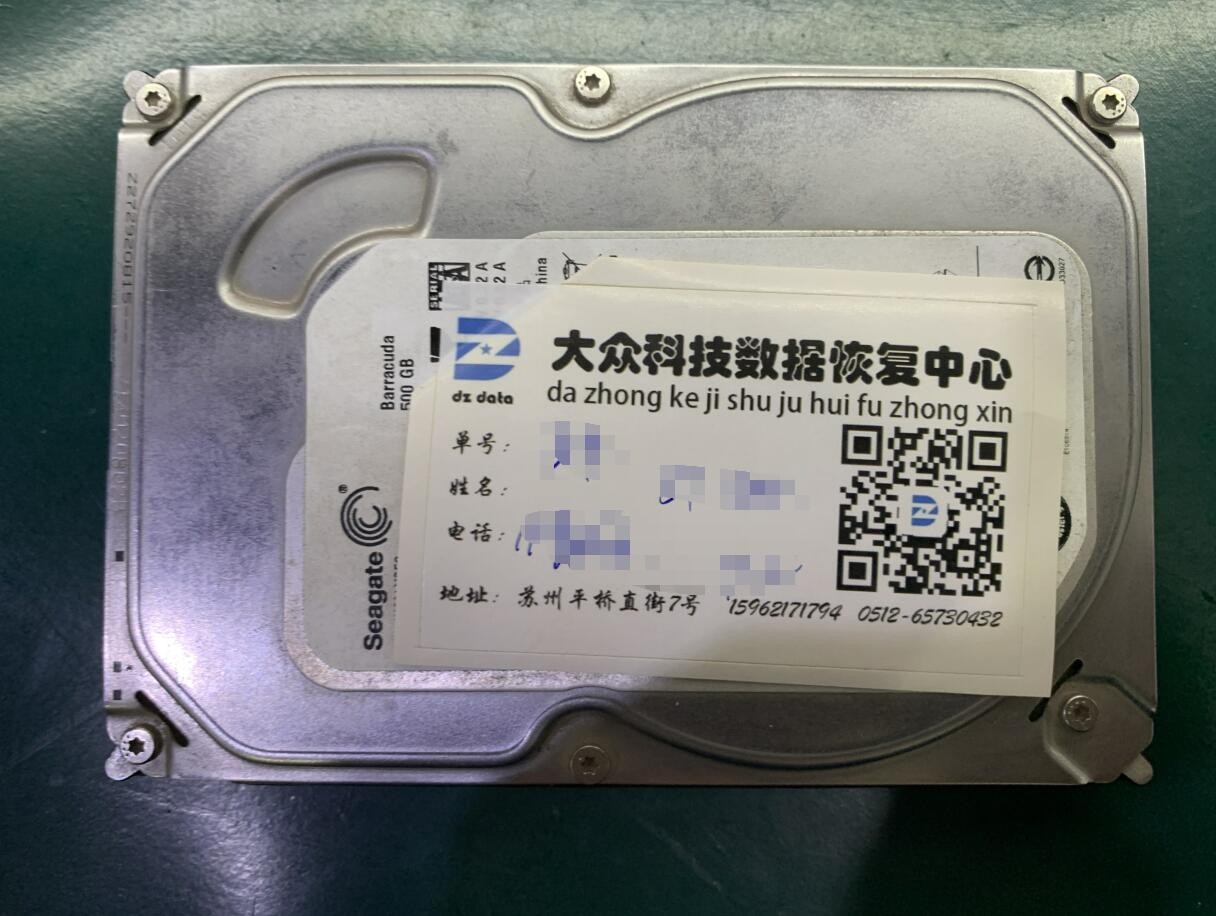 大众科技数据恢复中心
da zhong ke ji shu ju hui fu zhong xin
dz data
单号：
姓名：
电话：
地址：苏州平桥直街7号 15962171794 0512-65730432
Seagate
Barracuda
500 GB
SERIAL